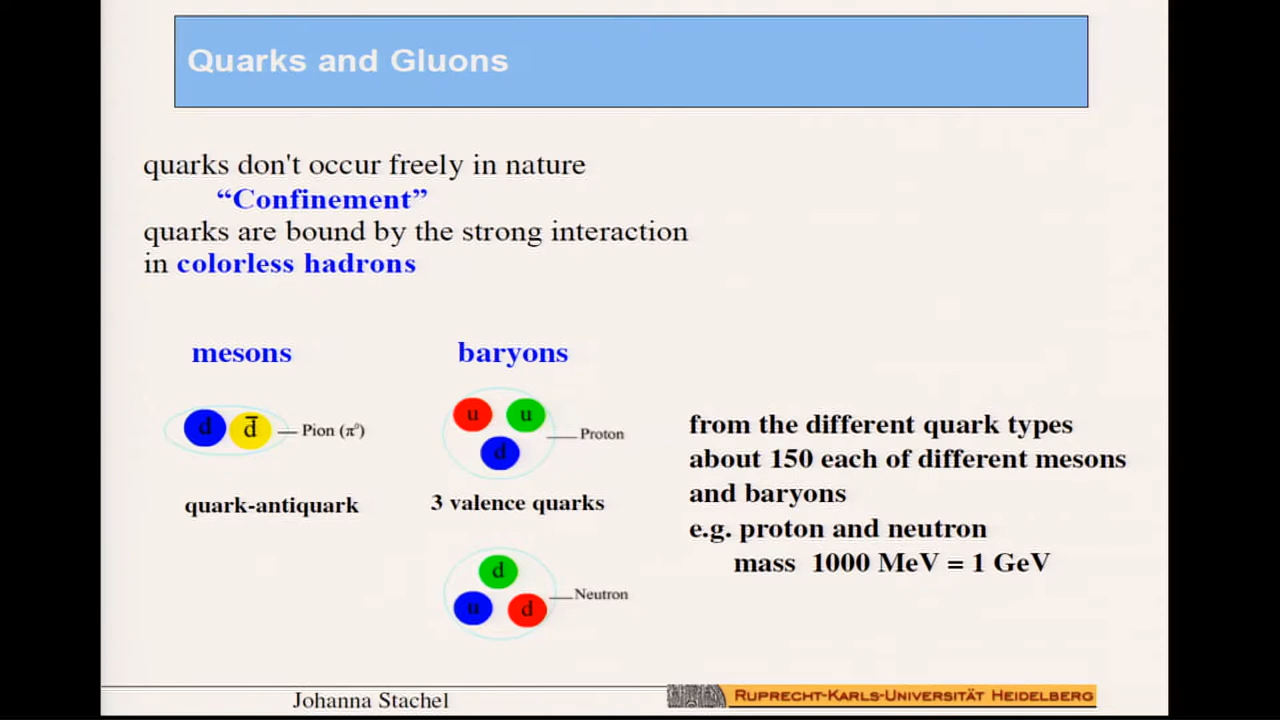 Quarks and Gluons
quarks don't occur freely in nature
“Confinement”
quarks are bound by the strong interaction
in colorless hadrons
mesons
baryons
d d̅
Pion (π⁰)
quark-antiquark
u u
d
Proton
3 valence quarks
d
u d
Neutron
from the different quark types
about 150 each of different mesons
and baryons
e.g. proton and neutron
mass 1000 MeV = 1 GeV
Johanna Stachel
RUPRECHT-KARLS-UNIVERSITÄT HEIDELBERG